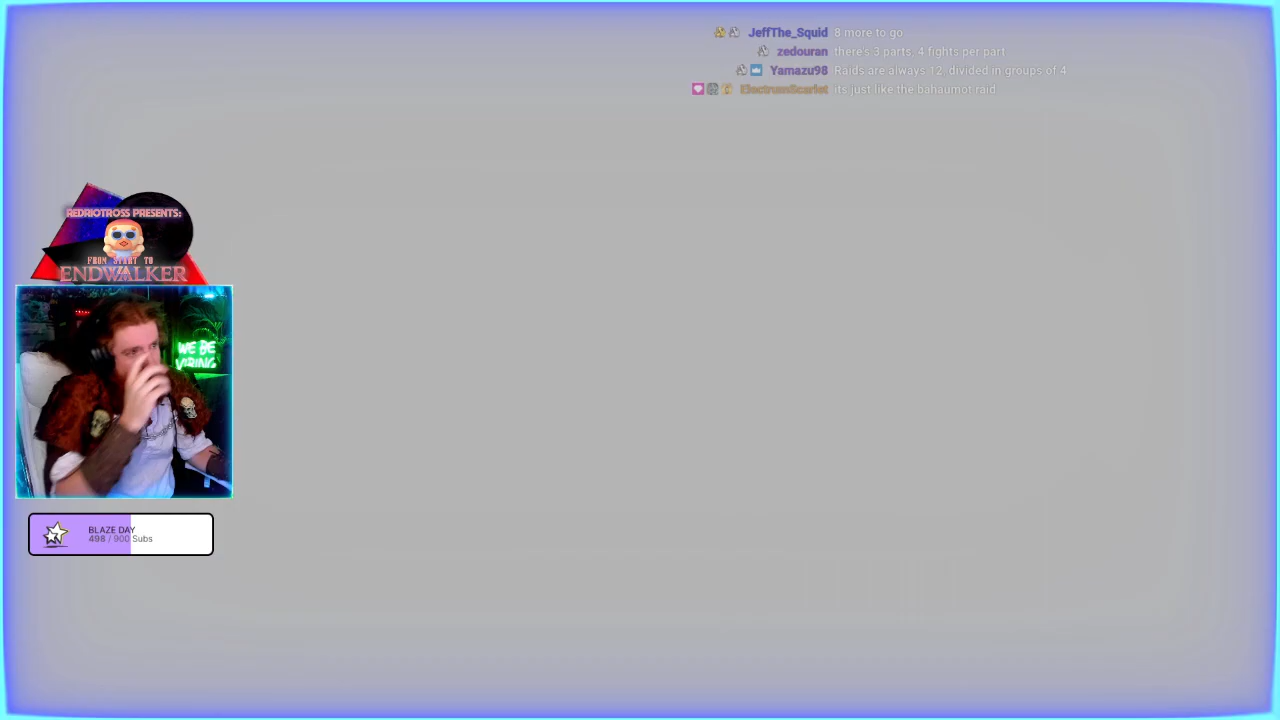 JeffThe_Squid 8 more to go
zedouran there's 3 parts, 4 fights per part
Yamazu98 Raids are always 12, divided in groups of 4
ElectrumScarlet its just like the bahaumot raid
REDRIOTROSS PRESENTS:
FROM START TO
ENDWALKER
WE BE
VIBING
BLAZE DAY
498 / 900 Subs